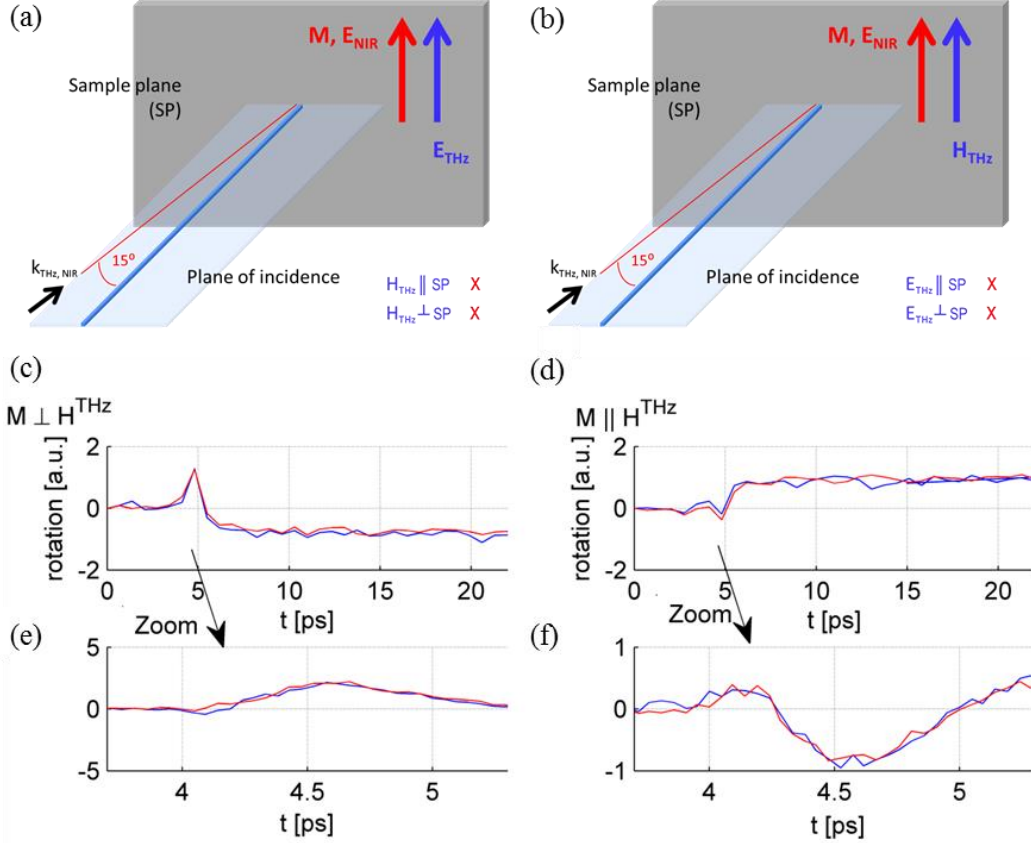 (a)
M, E_NIR
Sample plane
(SP)
E_THz
k_THz, NIR
15º
Plane of incidence
H_THz || SP X
H_THz ⊥ SP X
(b)
M, E_NIR
Sample plane
(SP)
H_THz
k_THz, NIR
15º
Plane of incidence
E_THz || SP X
E_THz ⊥ SP X
(c)
M ⊥ H^THz
rotation [a.u.]
2
0
-2
0 5 10 15 20
t [ps]
Zoom
(d)
M || H^THz
rotation [a.u.]
2
0
-2
0 5 10 15 20
t [ps]
Zoom
(e)
5
0
-5
4 4.5 5
t [ps]
(f)
1
0
-1
4 4.5 5
t [ps]